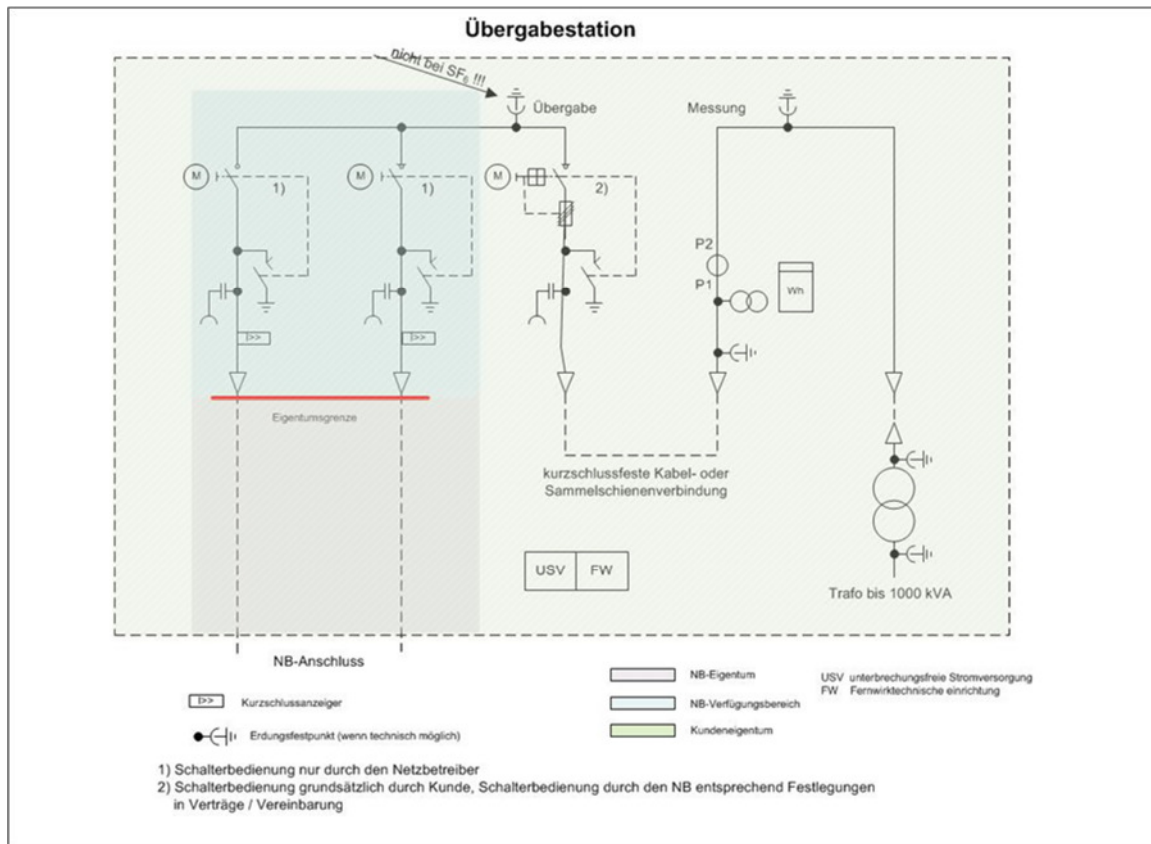 Übergabestation
nicht bei SF6 !!!
Übergabe
Messung
M
1)
M
1)
M
2)
P2
P1
Wh
I>>
I>>
Eigentumsgrenze
kurzschlussfeste Kabel- oder
Sammelschienenverbindung
USV FW
Trafo bis 1000 kVA
NB-Anschluss
I>> Kurzschlussanzeiger
Erdungsfestpunkt (wenn technisch möglich)
NB-Eigentum
NB-Verfügungsbereich
Kundeneigentum
USV unterbrechungsfreie Stromversorgung
FW Fernwirktechnische einrichtung
1) Schalterbedienung nur durch den Netzbetreiber
2) Schalterbedienung grundsätzlich durch Kunde, Schalterbedienung durch den NB entsprechend Festlegungen
in Verträge / Vereinbarung